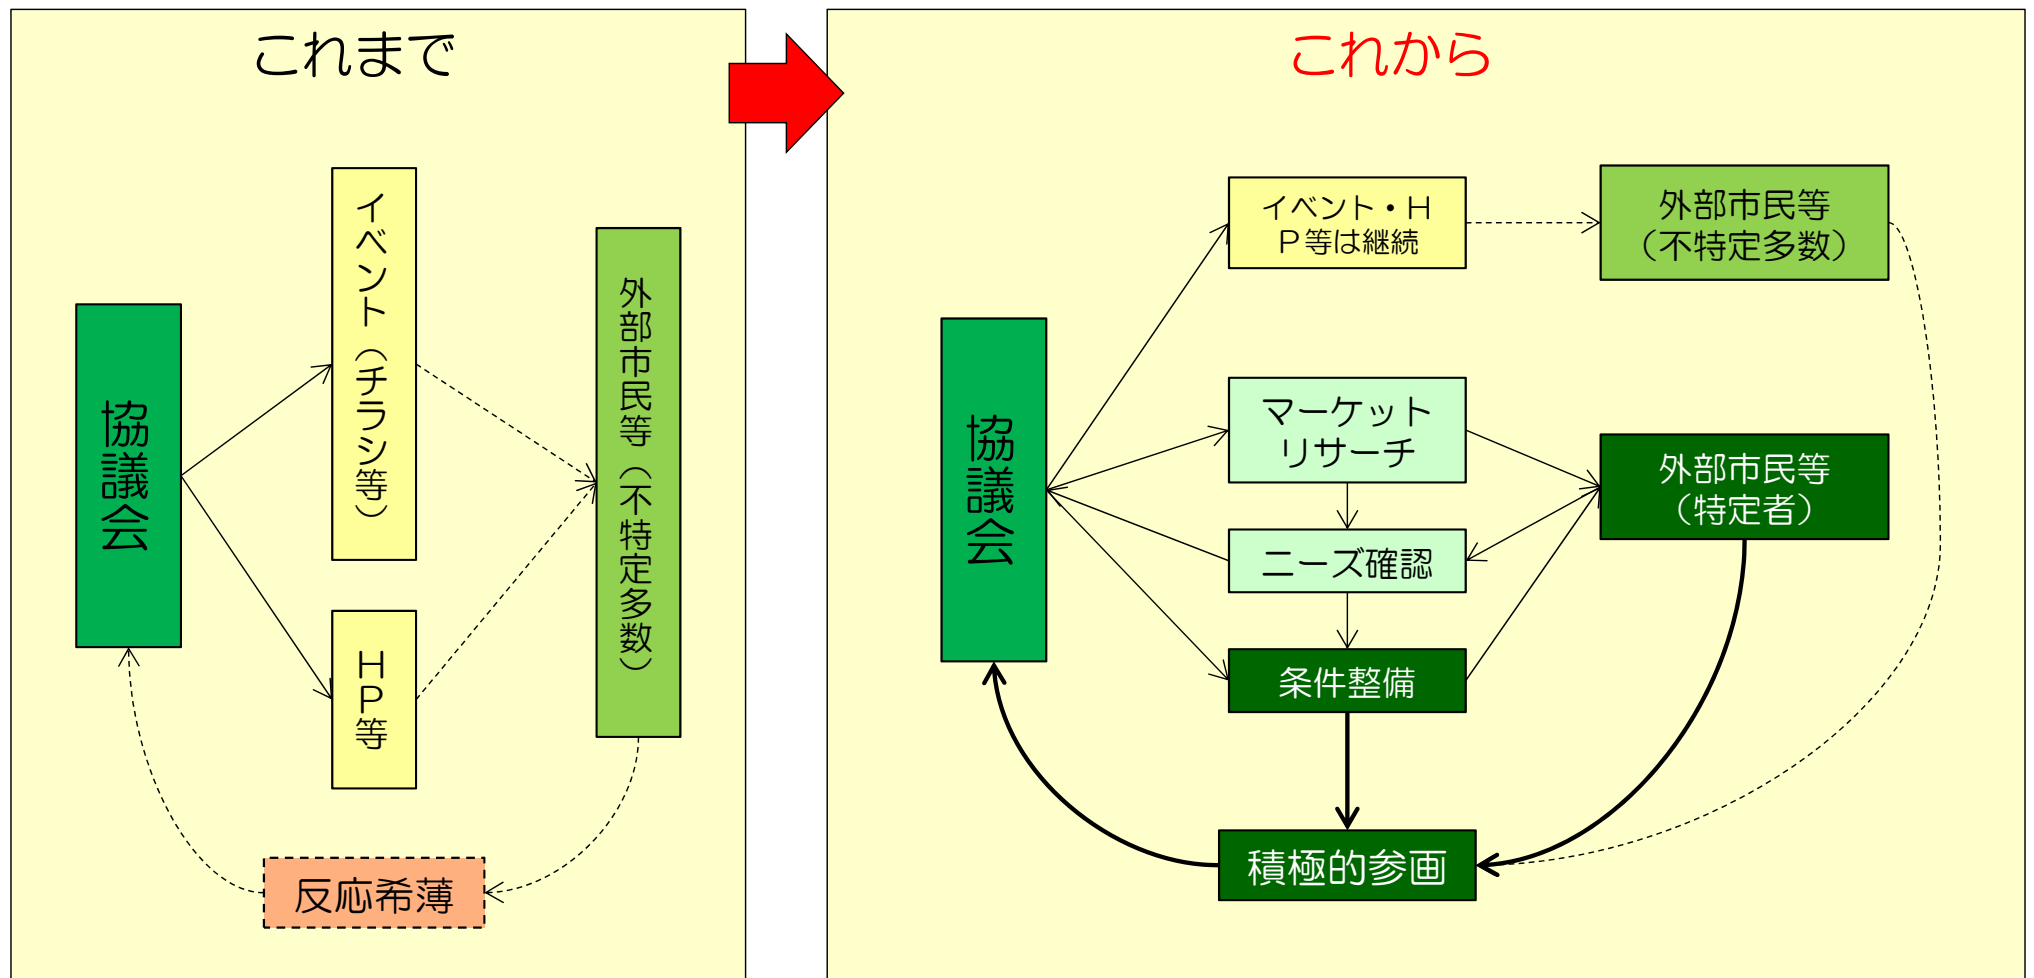 これまで
協議会
イベント（チラシ等）
ＨＰ等
外部市民等（不特定多数）
反応希薄
これから
協議会
イベント・Ｈ
Ｐ等は継続
外部市民等
（不特定多数）
マーケット
リサーチ
ニーズ確認
条件整備
外部市民等
（特定者）
積極的参画